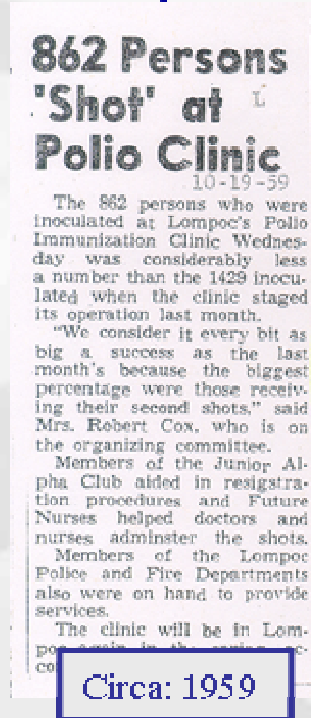 862 Persons
'Shot' at L
Polio Clinic
10-19-59
The 862 persons who were
inoculated at Lompoc's Polio
Immunization Clinic Wednes-
day was considerably less
a number than the 1429 inocu-
lated when the clinic staged
its operation last month.
"We consider it every bit as
big a success as the last
month's because the biggest
percentage were those receiv-
ing their second shots," said
Mrs. Robert Cox, who is on
the organizing committee.
Members of the Junior Al-
pha Club aided in resigstra-
tion procedures and Future
Nurses helped doctors and
nurses adminster the shots.
Members of the Lompoc
Police and Fire Departments
also were on hand to provide
services.
The clinic will be in Lom-
poc again in the
Circa: 1959